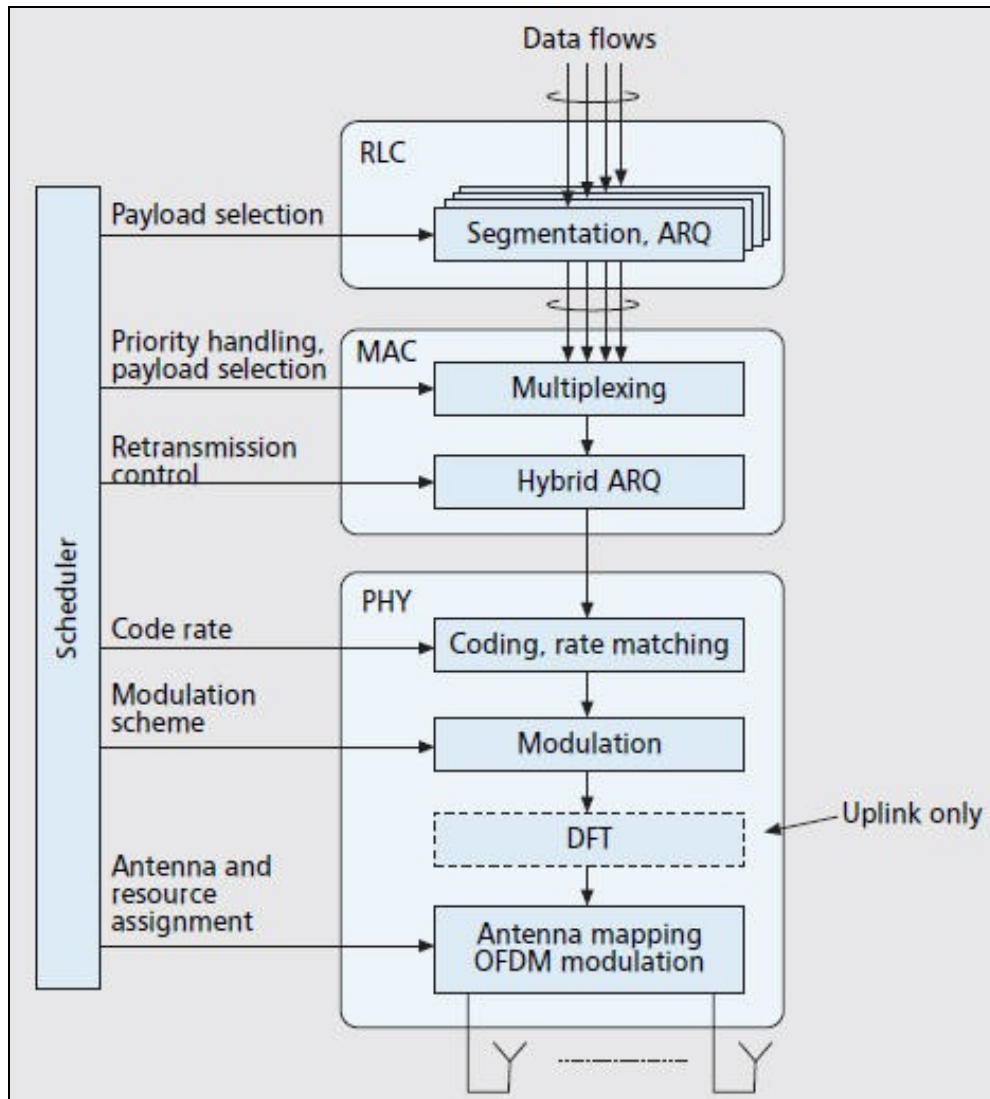 Data flows
RLC
Payload selection
Segmentation, ARQ
Priority handling,
payload selection
MAC
Multiplexing
Retransmission
control
Hybrid ARQ
Scheduler
PHY
Code rate
Coding, rate matching
Modulation
scheme
Modulation
Uplink only
DFT
Antenna and
resource
assignment
Antenna mapping
OFDM modulation